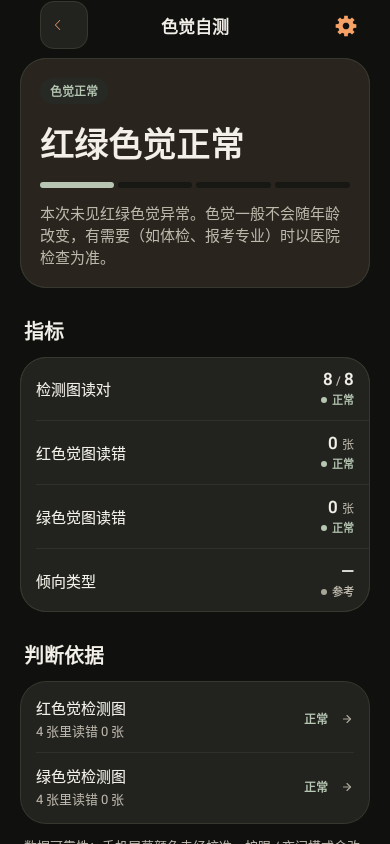 色觉自测
色觉正常
红绿色觉正常
本次未见红绿色觉异常。色觉一般不会随年龄
改变，有需要（如体检、报考专业）时以医院
检查为准。
指标
检测图读对
8 / 8
正常
红色觉图读错
0 张
正常
绿色觉图读错
0 张
正常
倾向类型
—
参考
判断依据
红色觉检测图
4 张里读错 0 张
正常
绿色觉检测图
4 张里读错 0 张
正常